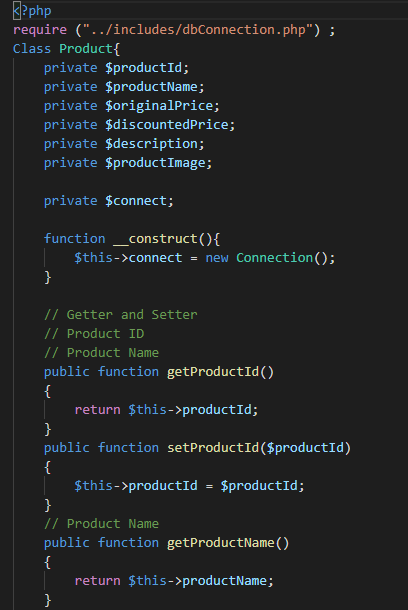 <?php
require ("../includes/dbConnection.php") ;
Class Product{
    private $productId;
    private $productName;
    private $originalPrice;
    private $discountedPrice;
    private $description;
    private $productImage;

    private $connect;

    function __construct(){
        $this->connect = new Connection();
    }

    // Getter and Setter
    // Product ID
    // Product Name
    public function getProductId()
    {
        return $this->productId;
    }
    public function setProductId($productId)
    {
        $this->productId = $productId;
    }
    // Product Name
    public function getProductName()
    {
        return $this->productName;
    }